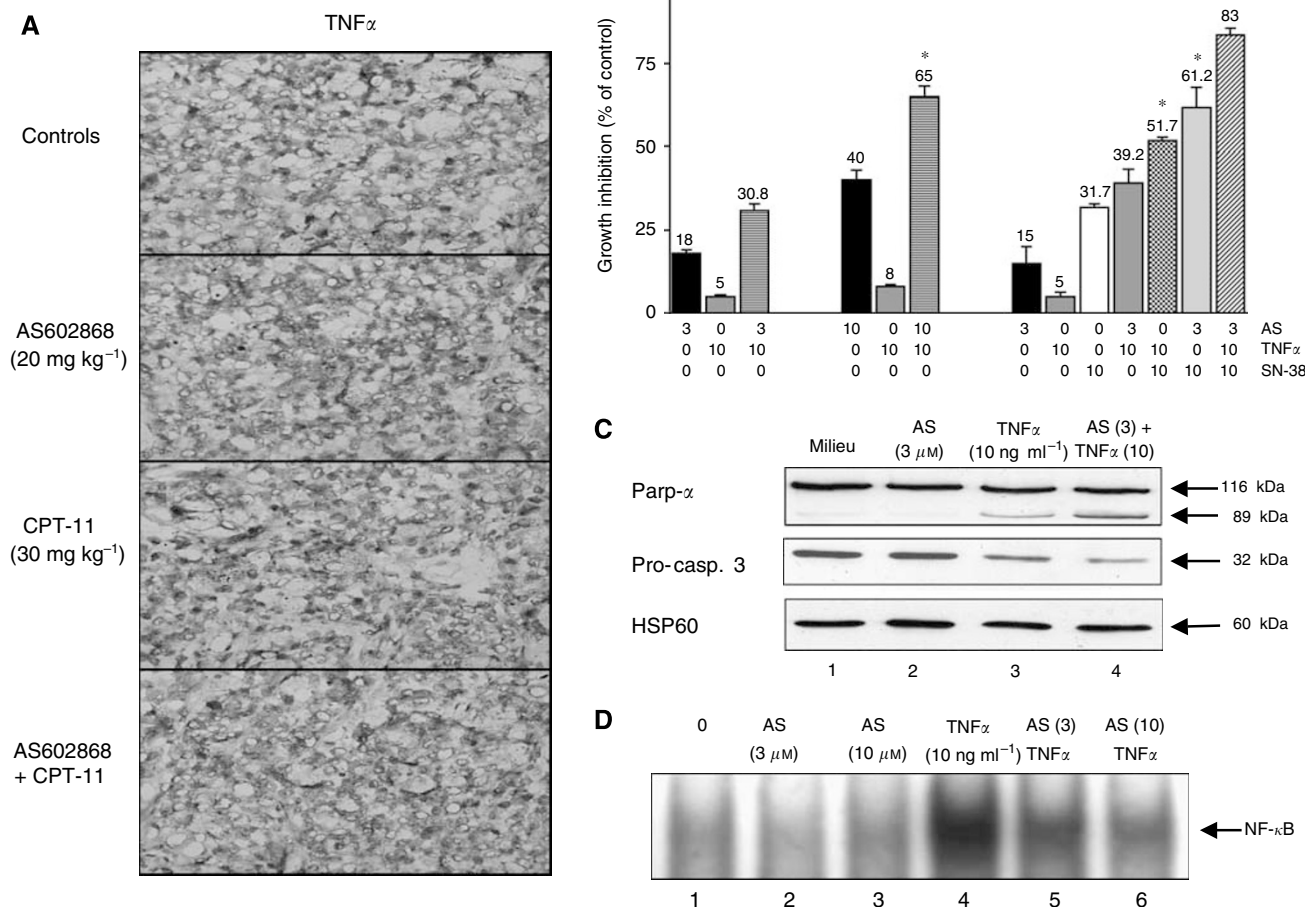 A
TNFα
Controls
AS602868
(20 mg kg⁻¹)
CPT-11
(30 mg kg⁻¹)
AS602868
+ CPT-11
Growth inhibition (% of control)
75
50
25
0
18
5
30.8
40
8
*
65
15
5
31.7
39.2
*
51.7
*
61.2
83
3 0 3 10 0 10 3 0 0 3 0 3 3 AS
0 10 10 0 10 10 0 10 0 10 10 0 10 TNFα
0 0 0 0 0 0 0 0 10 0 10 10 10 SN-38
C
Milieu
AS
(3 μM)
TNFα
(10 ng ml⁻¹)
AS (3) +
TNFα (10)
Parp-α
116 kDa
89 kDa
Pro-casp. 3
32 kDa
HSP60
60 kDa
1 2 3 4
D
0
AS
(3 μM)
AS
(10 μM)
TNFα
(10 ng ml⁻¹)
AS (3)
TNFα
AS (10)
TNFα
NF-κB
1 2 3 4 5 6